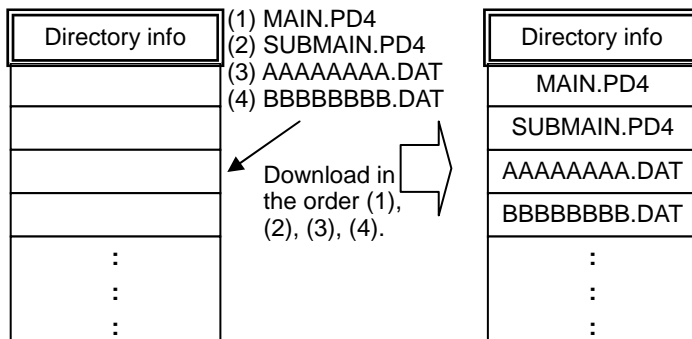 Directory info
(1) MAIN.PD4
(2) SUBMAIN.PD4
(3) AAAAAAAA.DAT
(4) BBBBBBBB.DAT
Download in
the order (1),
(2), (3), (4).
:
:
:
Directory info
MAIN.PD4
SUBMAIN.PD4
AAAAAAAA.DAT
BBBBBBBB.DAT
:
:
: